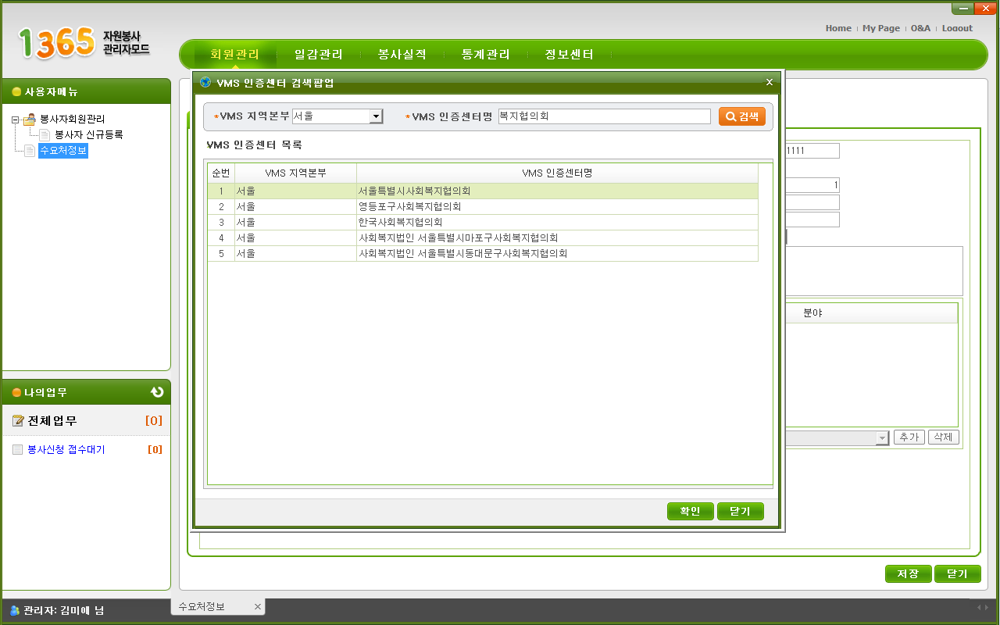 Home My Page O&A Logout
1365 자원봉사
관리자모드
회원관리 일감관리 봉사실적 통계관리 정보센터
사용자메뉴
봉사자회원관리
봉사자 신규등록
수요처정보
나의업무
전체업무 [0]
봉사신청 접수대기 [0]
VMS 인증센터 검색팝업
*VMS 지역본부 서울 *VMS 인증센터명 복지협의회 검색
VMS 인증센터 목록
순번 VMS 지역본부 VMS 인증센터명
1 서울 서울특별시사회복지협의회
2 서울 영등포구사회복지협의회
3 서울 한국사회복지협의회
4 서울 사회복지법인 서울특별시마포구사회복지협의회
5 서울 사회복지법인 서울특별시동대문구사회복지협의회
확인 닫기
1111
1
분야
추가 삭제
저장 닫기
관리자: 김미애 님 수요처정보